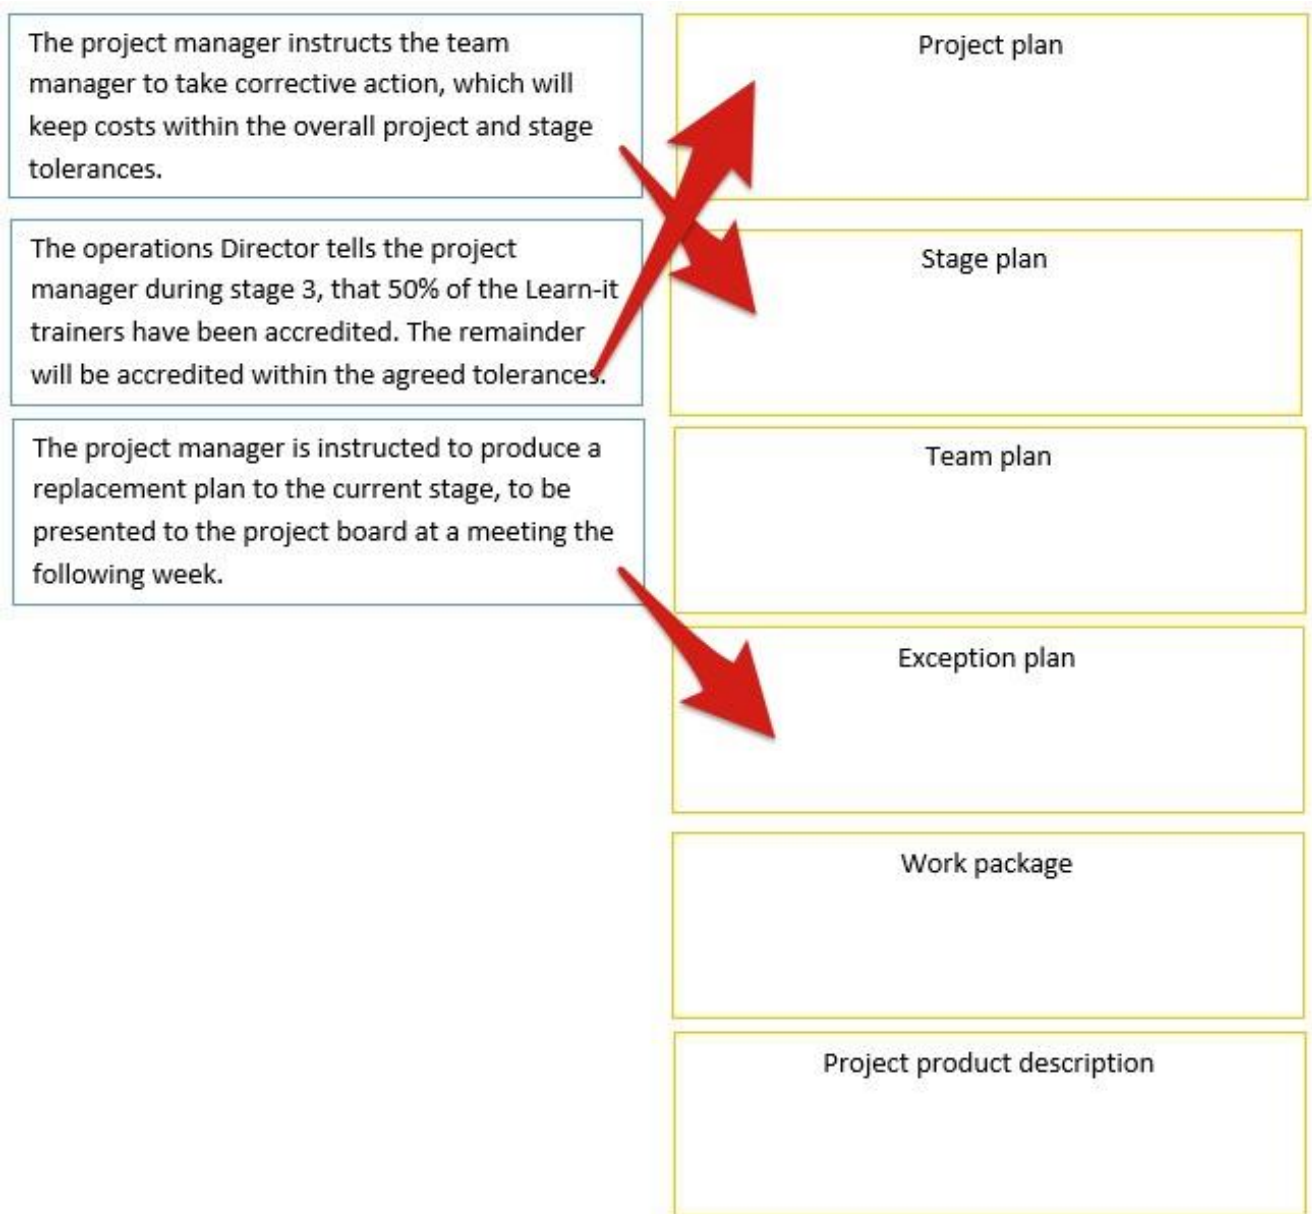 The project manager instructs the team
manager to take corrective action, which will
keep costs within the overall project and stage
tolerances.
The operations Director tells the project
manager during stage 3, that 50% of the Learn-it
trainers have been accredited. The remainder
will be accredited within the agreed tolerances.
The project manager is instructed to produce a
replacement plan to the current stage, to be
presented to the project board at a meeting the
following week.
Project plan
Stage plan
Team plan
Exception plan
Work package
Project product description